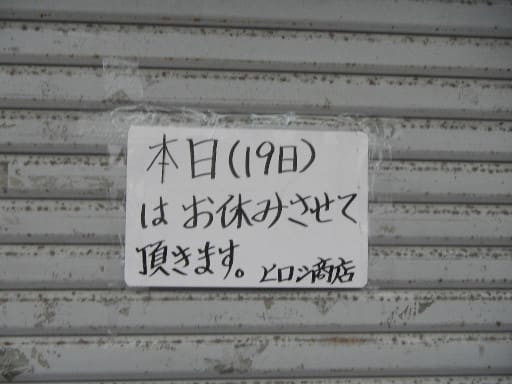 本日(19日)
は お休みさせて
頂きます。 ヒロシ商店